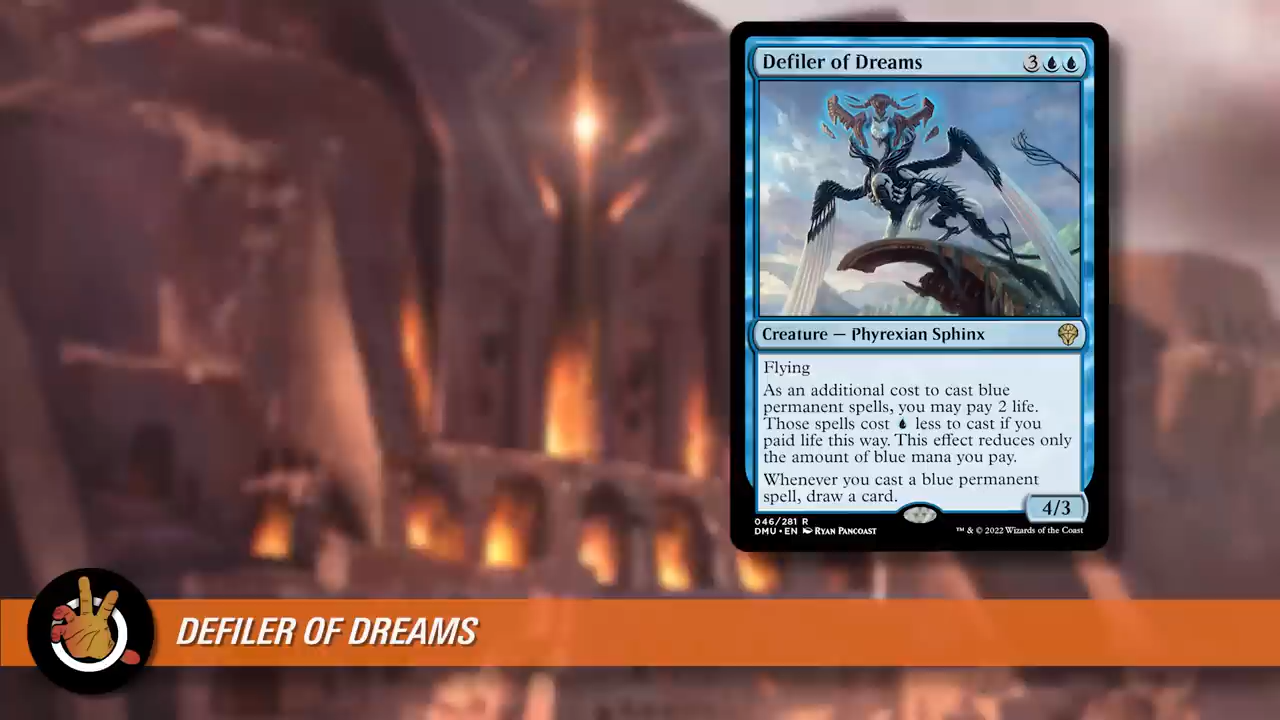 Defiler of Dreams 3
Creature — Phyrexian Sphinx
Flying
As an additional cost to cast blue
permanent spells, you may pay 2 life.
Those spells cost less to cast if you
paid life this way. This effect reduces only
the amount of blue mana you pay.
Whenever you cast a blue permanent
spell, draw a card.
4/3
046/281 R
DMU • EN RYAN PANCOAST
™ & © 2022 Wizards of the Coast
DEFILER OF DREAMS